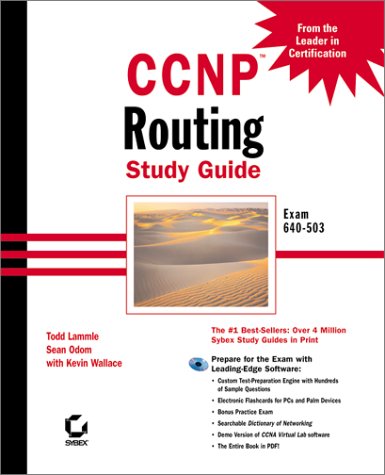 From the
Leader in
Certification
CCNP™
Routing
Study Guide
Exam
640-503
Todd Lammle
Sean Odom
with Kevin Wallace
The #1 Best-Sellers: Over 4 Million
Sybex Study Guides in Print
Prepare for the Exam with
Leading-Edge Software:
• Custom Test-Preparation Engine with Hundreds
of Sample Questions
• Electronic Flashcards for PCs and Palm Devices
• Bonus Practice Exam
• Searchable Dictionary of Networking
• Demo Version of CCNA Virtual Lab software
• The Entire Book in PDF!
SYBEX®